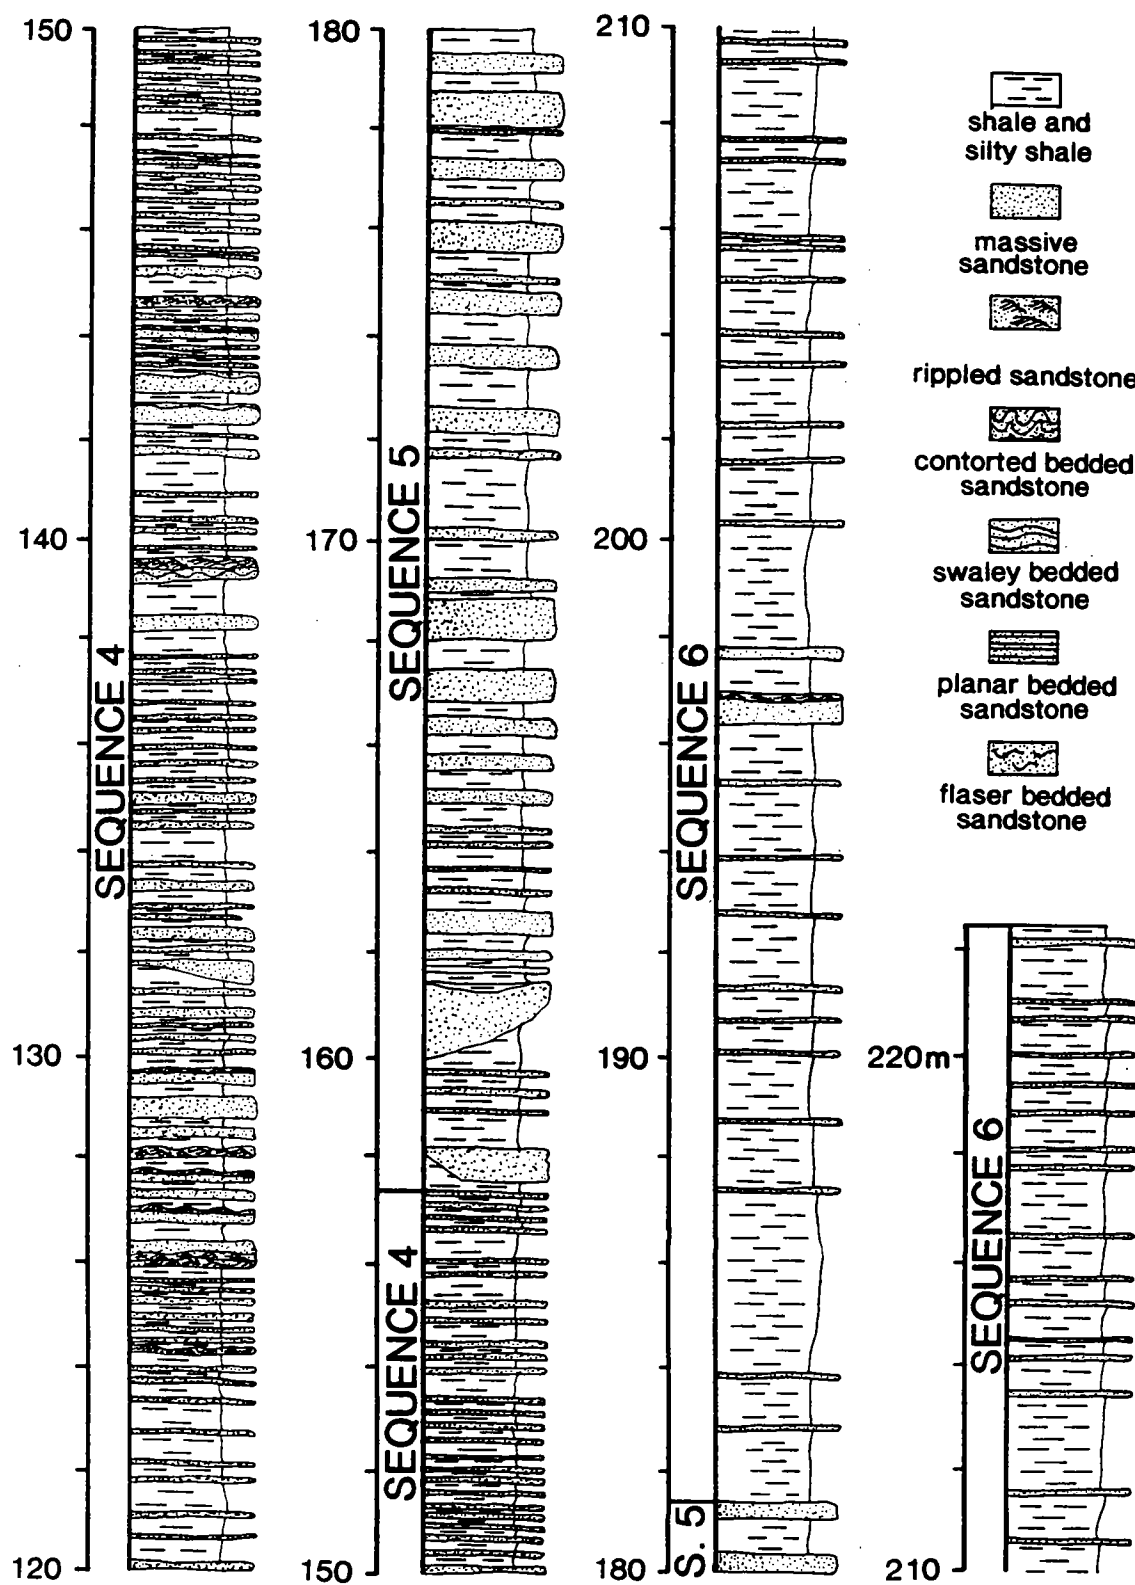 150
140
130
120
SEQUENCE 4
180
170
160
150
SEQUENCE 5
SEQUENCE 4
210
200
190
180
SEQUENCE 6
S. 5
shale and
silty shale
massive
sandstone
rippled sandstone
contorted bedded
sandstone
swaley bedded
sandstone
planar bedded
sandstone
flaser bedded
sandstone
220m
210
SEQUENCE 6